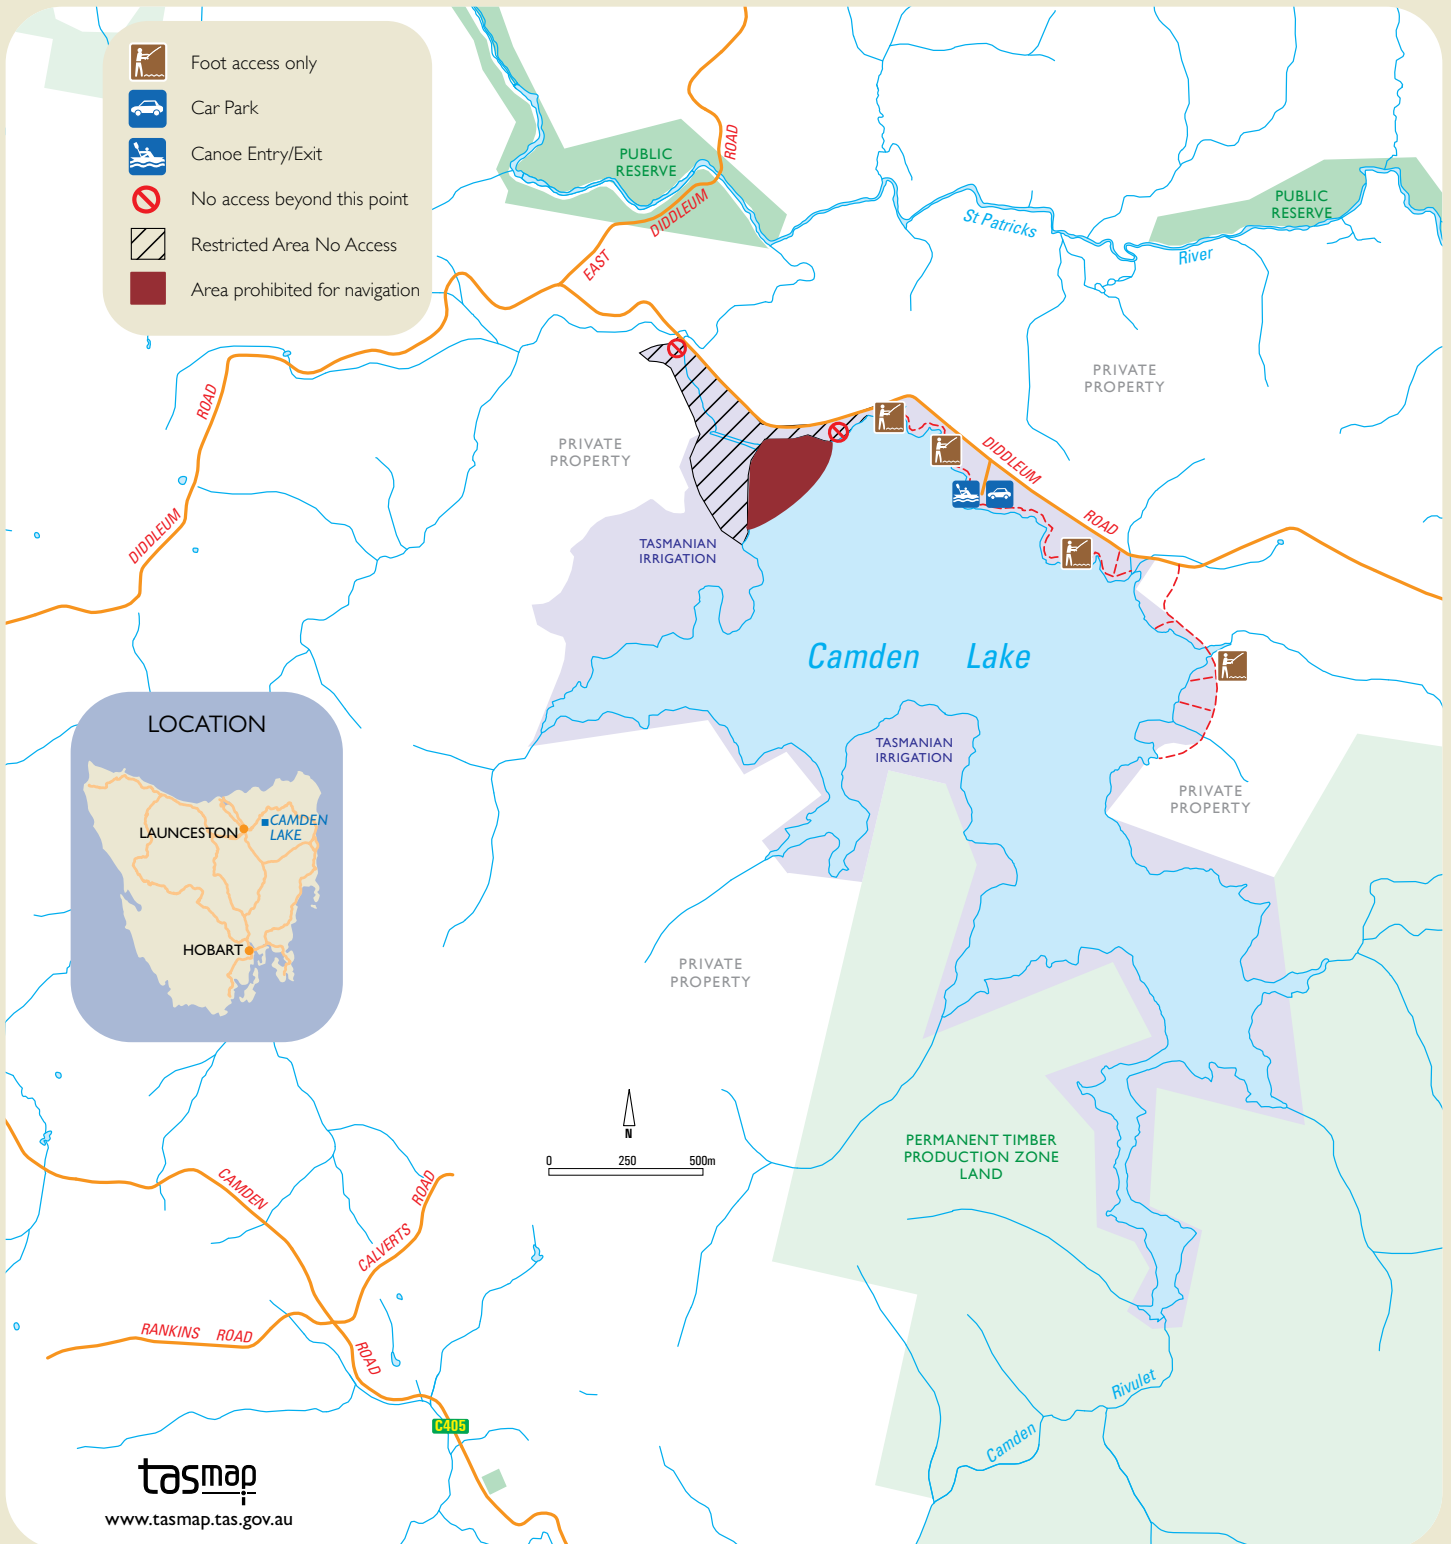 Foot access only
Car Park
Canoe Entry/Exit
No access beyond this point
Restricted Area No Access
Area prohibited for navigation
PUBLIC
RESERVE
ROAD
DIDDLEUM
EAST
St Patricks
River
PUBLIC
RESERVE
PRIVATE
PROPERTY
ROAD
DIDDLEUM
PRIVATE
PROPERTY
DIDDLEUM
ROAD
TASMANIAN
IRRIGATION
Camden Lake
TASMANIAN
IRRIGATION
PRIVATE
PROPERTY
LOCATION
LAUNCESTON
CAMDEN
LAKE
HOBART
PRIVATE
PROPERTY
N
0 250 500m
PERMANENT TIMBER
PRODUCTION ZONE
LAND
CAMDEN
ROAD
CALVERTS
ROAD
RANKINS ROAD
C405
Rivulet
Camden
tasmap
www.tasmap.tas.gov.au